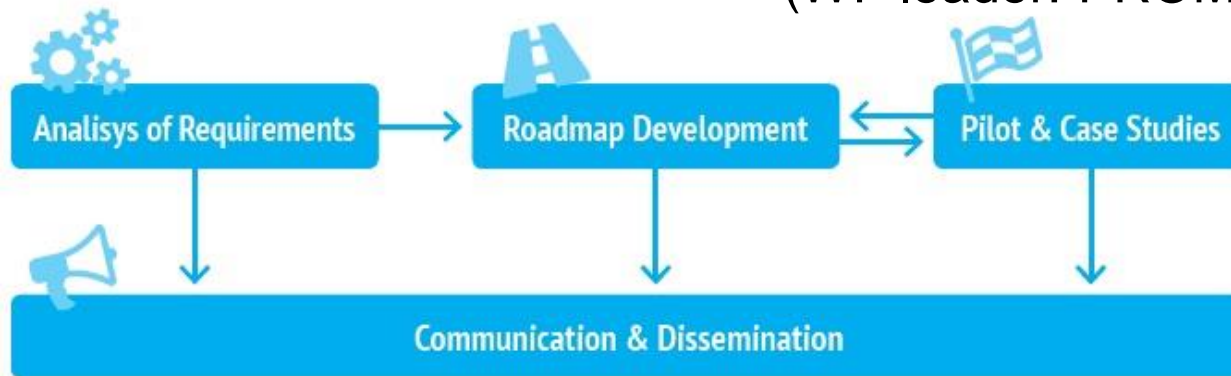 Analisys of Requirements
Roadmap Development
Pilot & Case Studies
Communication & Dissemination